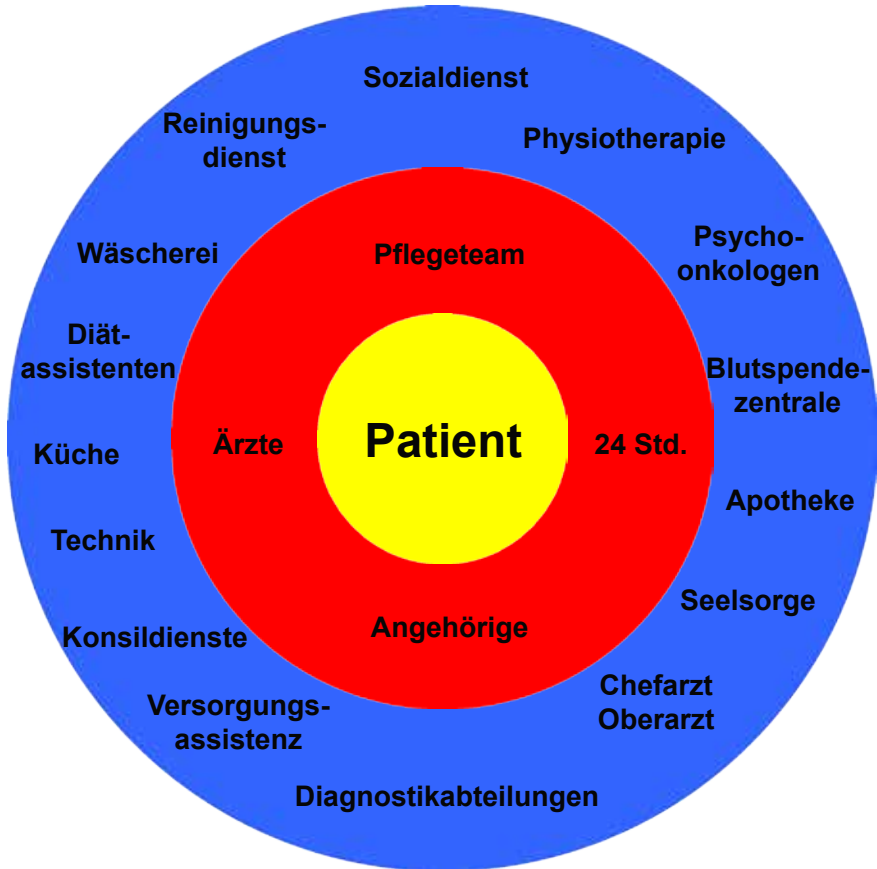 Sozialdienst
Reinigungs-
dienst
Physiotherapie
Wäscherei
Pflegeteam
Psycho-
onkologen
Diät-
assistenten
Blutspende-
zentrale
Küche
Ärzte
Patient
24 Std.
Apotheke
Technik
Seelsorge
Konsildienste
Angehörige
Chefarzt
Oberarzt
Versorgungs-
assistenz
Diagnostikabteilungen